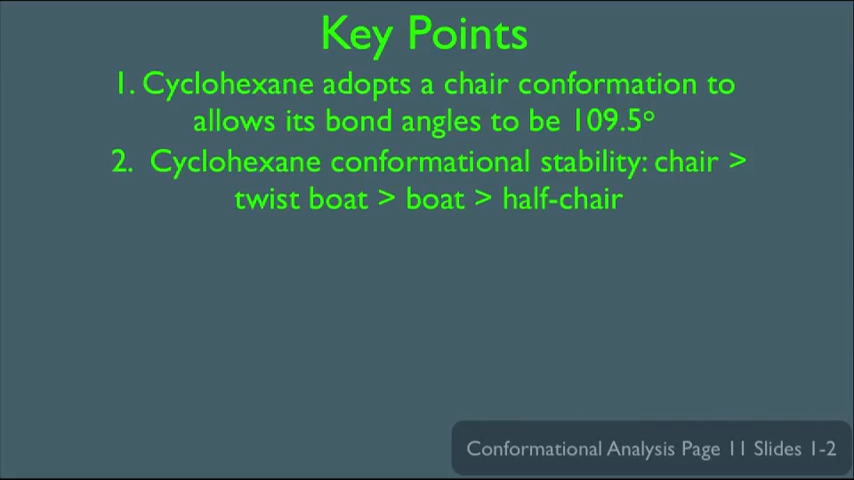 Key Points
1. Cyclohexane adopts a chair conformation to
allows its bond angles to be 109.5°
2. Cyclohexane conformational stability: chair >
twist boat > boat > half-chair
Conformational Analysis Page 11 Slides 1-2